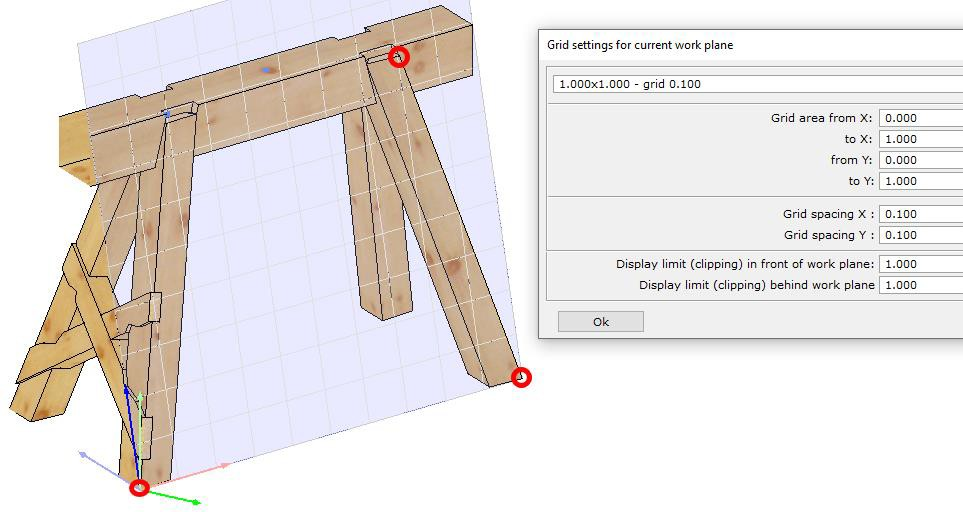 Grid settings for current work plane
1.000x1.000 - grid 0.100
Grid area from X: 0.000
to X: 1.000
from Y: 0.000
to Y: 1.000
Grid spacing X : 0.100
Grid spacing Y : 0.100
Display limit (clipping) in front of work plane: 1.000
Display limit (clipping) behind work plane 1.000
Ok